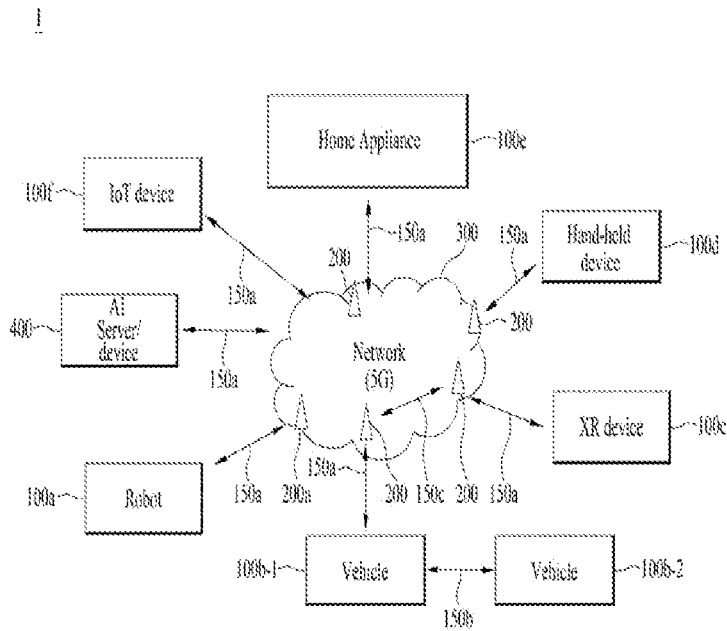 1
Home Appliance
100e
IoT device
100f
150a
300
150a
Hand-held
device
100d
200
150a
AI
Server/
device
400
150a
200
Network
(5G)
XR device
100c
150a
200a
150a
200
150c
200
150a
Robot
100a
100b-1
Vehicle
Vehicle
100b-2
150b